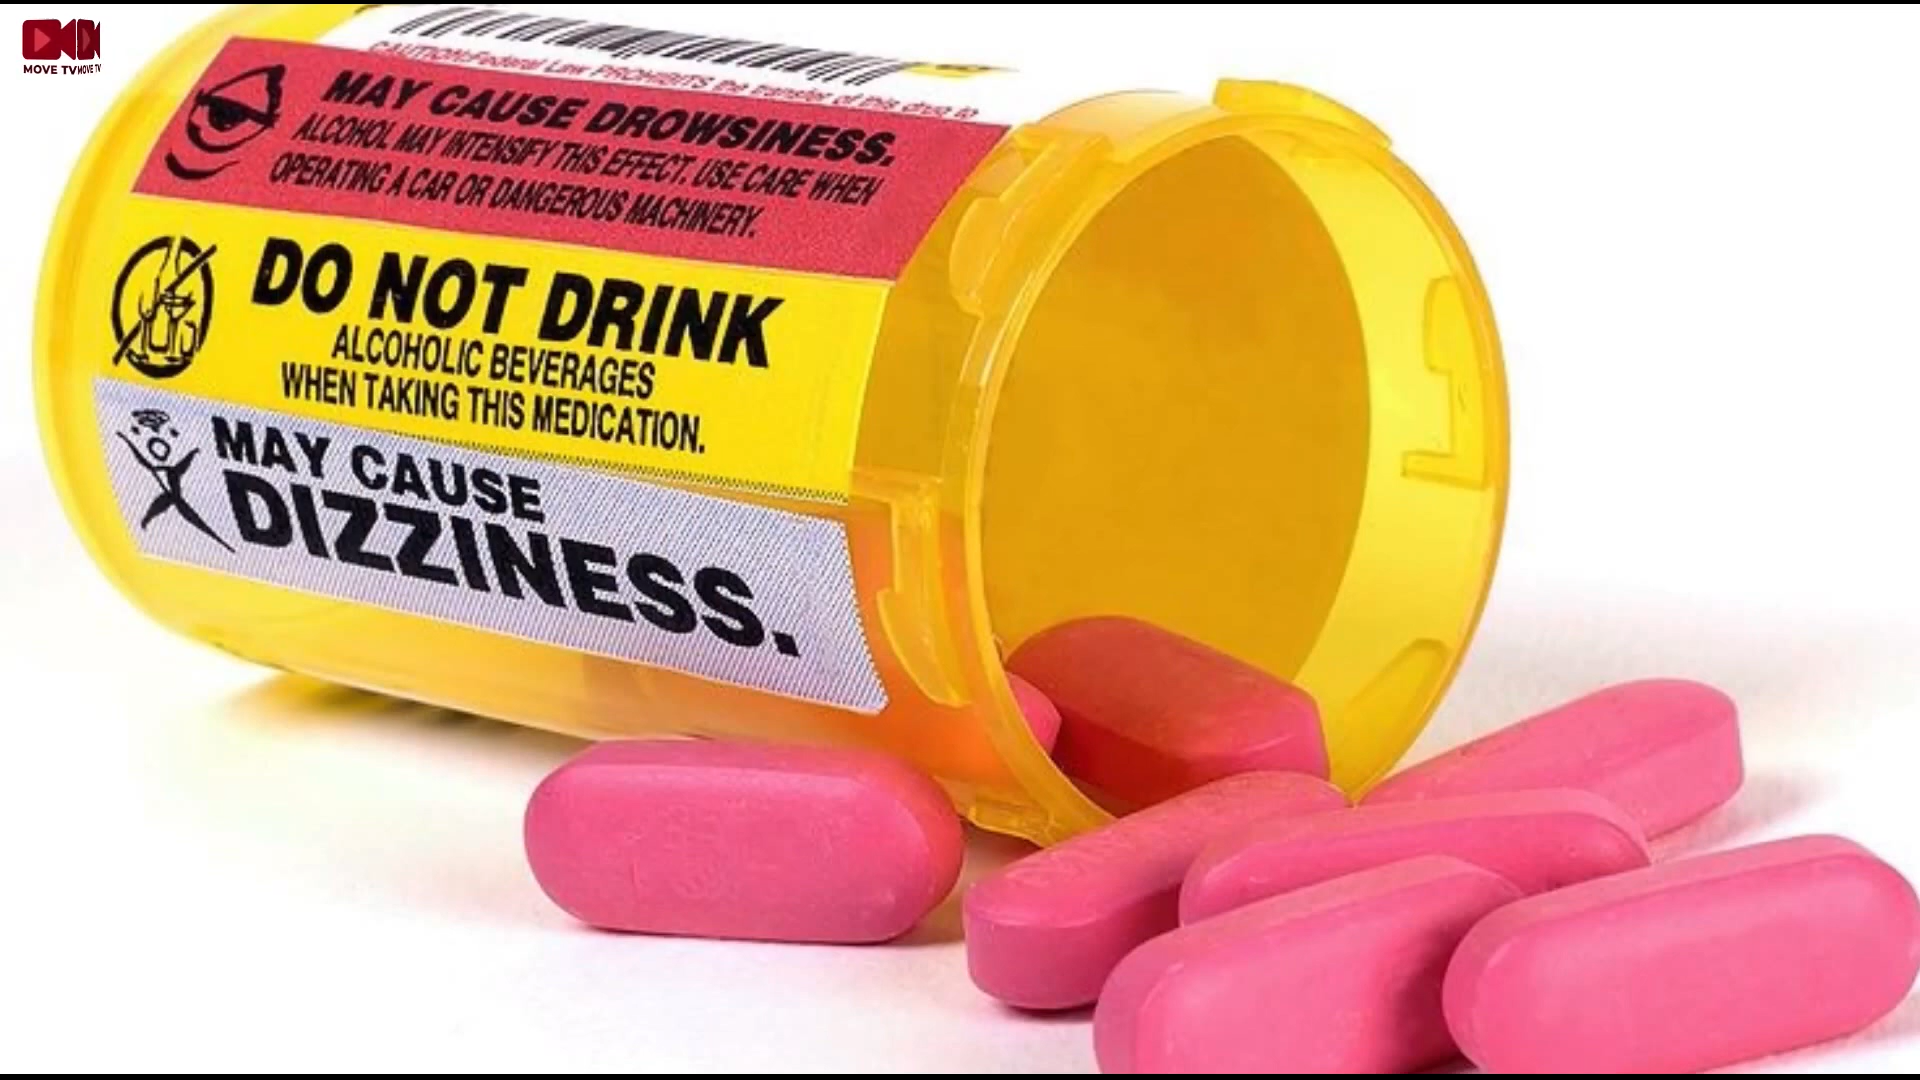 MOVE TV MOVE TV
CAUTION: Federal Law PROHIBITS the transfer of this drug to
MAY CAUSE DROWSINESS.
ALCOHOL MAY INTENSIFY THIS EFFECT. USE CARE WHEN
OPERATING A CAR OR DANGEROUS MACHINERY.
DO NOT DRINK
ALCOHOLIC BEVERAGES
WHEN TAKING THIS MEDICATION.
MAY CAUSE
DIZZINESS.